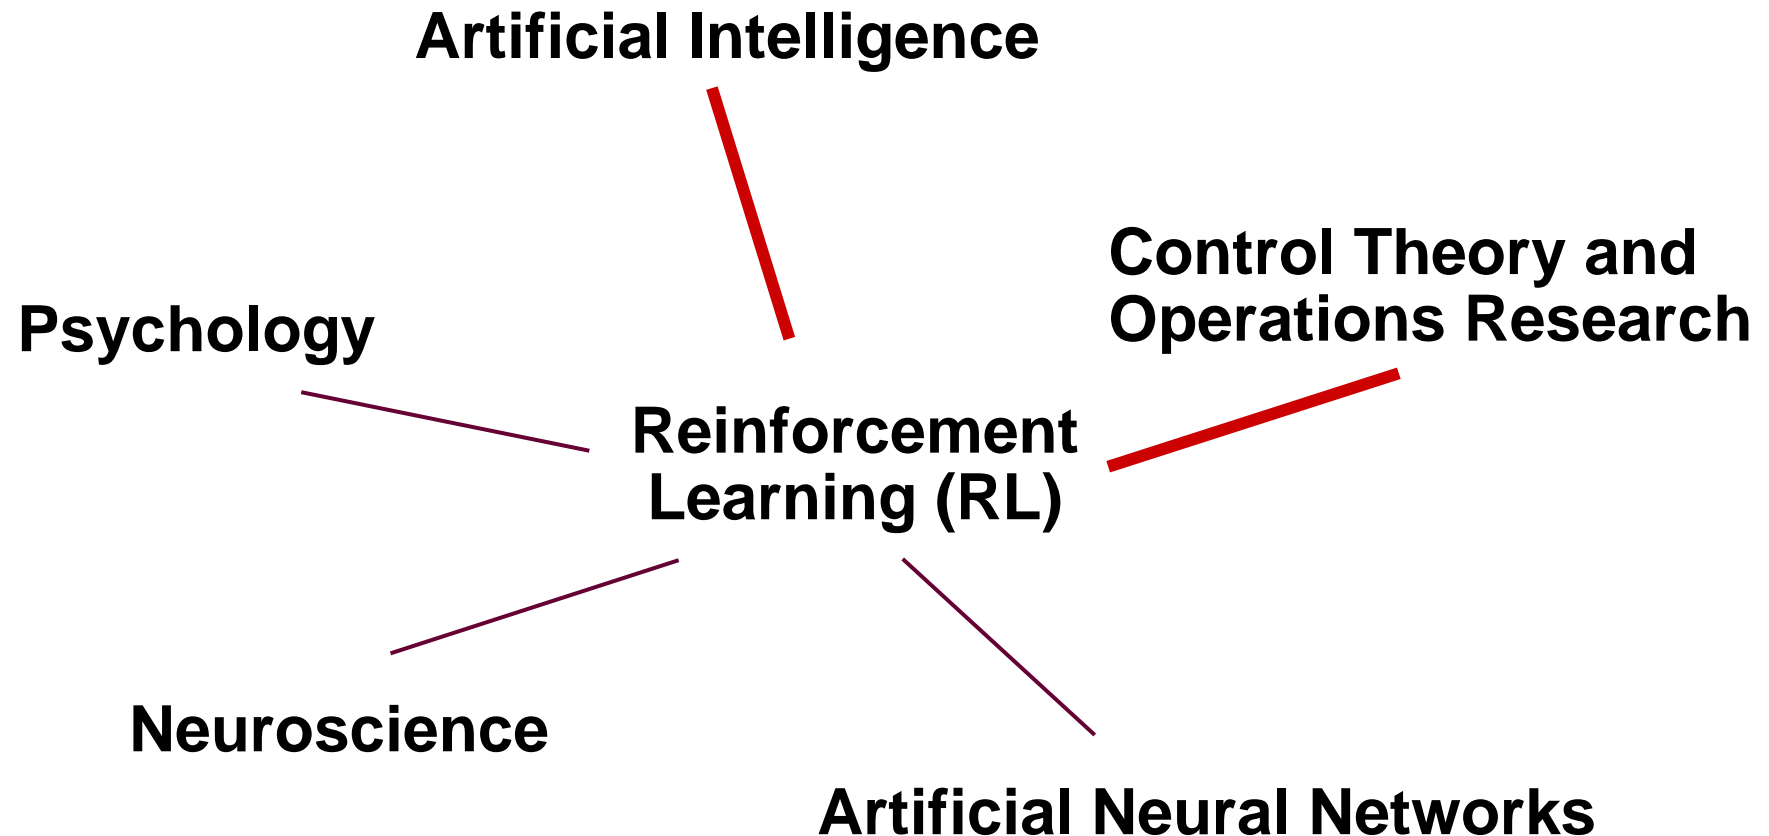 Artificial Intelligence
Control Theory and
Operations Research
Psychology
Reinforcement
Learning (RL)
Neuroscience
Artificial Neural Networks